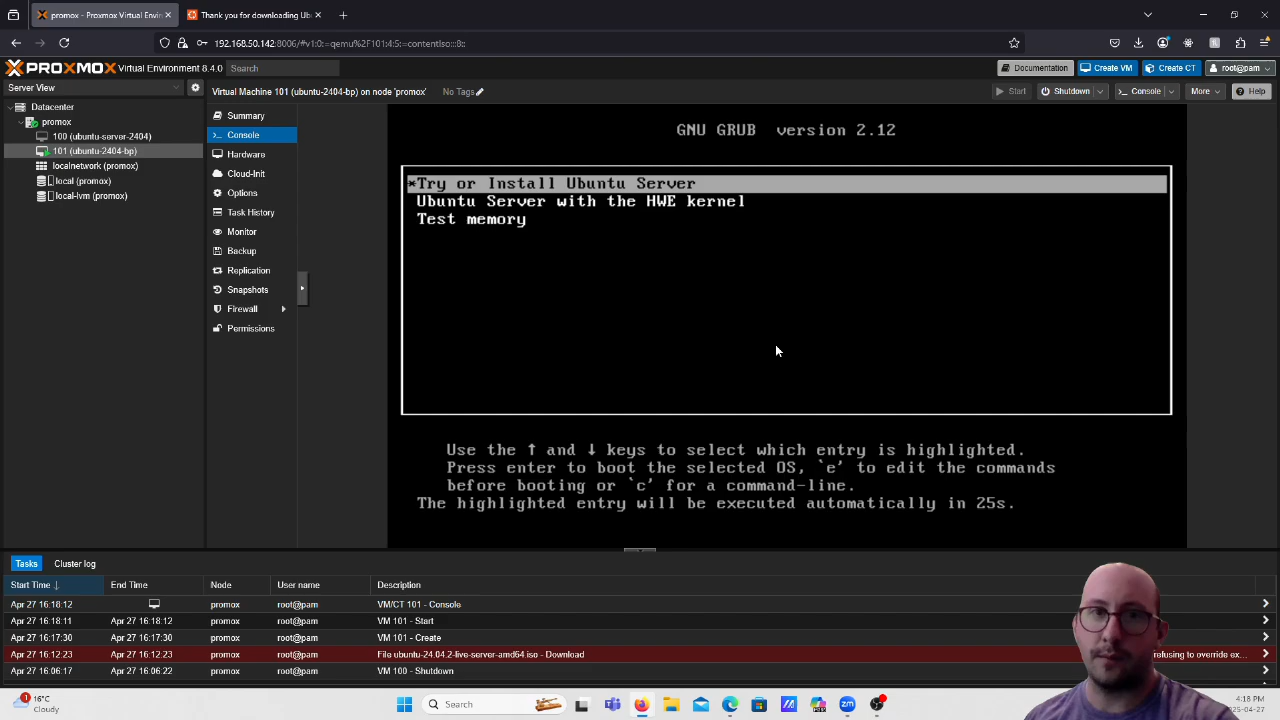 promox - Proxmox Virtual Envir
Thank you for downloading Ub
192.168.50.142:8006/#v1:0:=qemu%2F101:4:5:=contentIso:::8::
PROXMOX Virtual Environment 8.4.0
Search
Documentation
Create VM
Create CT
root@pam
Server View
Virtual Machine 101 (ubuntu-2404-bp) on node 'promox'
No Tags
Start
Shutdown
Console
More
Help
Datacenter
promox
100 (ubuntu-server-2404)
101 (ubuntu-2404-bp)
localnetwork (promox)
local (promox)
local-lvm (promox)
Summary
Console
Hardware
Cloud-Init
Options
Task History
Monitor
Backup
Replication
Snapshots
Firewall
Permissions
GNU GRUB version 2.12
*Try or Install Ubuntu Server
Ubuntu Server with the HWE kernel
Test memory
Use the ↑ and ↓ keys to select which entry is highlighted.
Press enter to boot the selected OS, `e' to edit the commands
before booting or `c' for a command-line.
The highlighted entry will be executed automatically in 25s.
Tasks
Cluster log
Start Time ↓ End Time Node User name Description
Apr 27 16:18:12 promox root@pam VM/CT 101 - Console
Apr 27 16:18:11 Apr 27 16:18:12 promox root@pam VM 101 - Start
Apr 27 16:17:30 Apr 27 16:17:30 promox root@pam VM 101 - Create
Apr 27 16:12:23 Apr 27 16:12:23 promox root@pam File ubuntu-24.04.2-live-server-amd64.iso - Download refusing to override ex...
Apr 27 16:06:17 Apr 27 16:06:22 promox root@pam VM 100 - Shutdown
1
16°C
Cloudy
Search
4:18 PM
2025-04-27